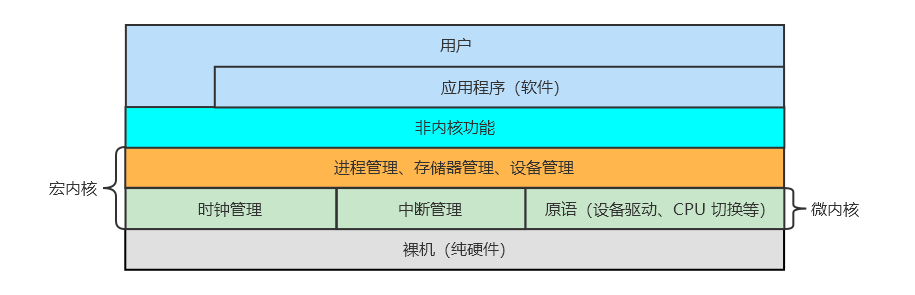 用户
应用程序（软件）
非内核功能
进程管理、存储器管理、设备管理
宏内核
时钟管理
中断管理
原语（设备驱动、CPU 切换等）
微内核
裸机（纯硬件）